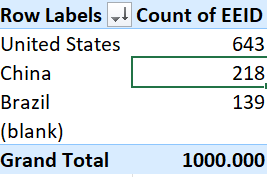 Row Labels Count of EEID
United States 643
China 218
Brazil 139
(blank)
Grand Total 1000.000